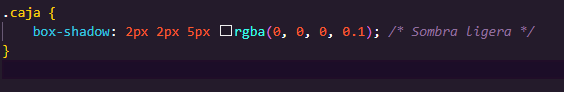 .caja {
    box-shadow: 2px 2px 5px rgba(0, 0, 0, 0.1); /* Sombra ligera */
}